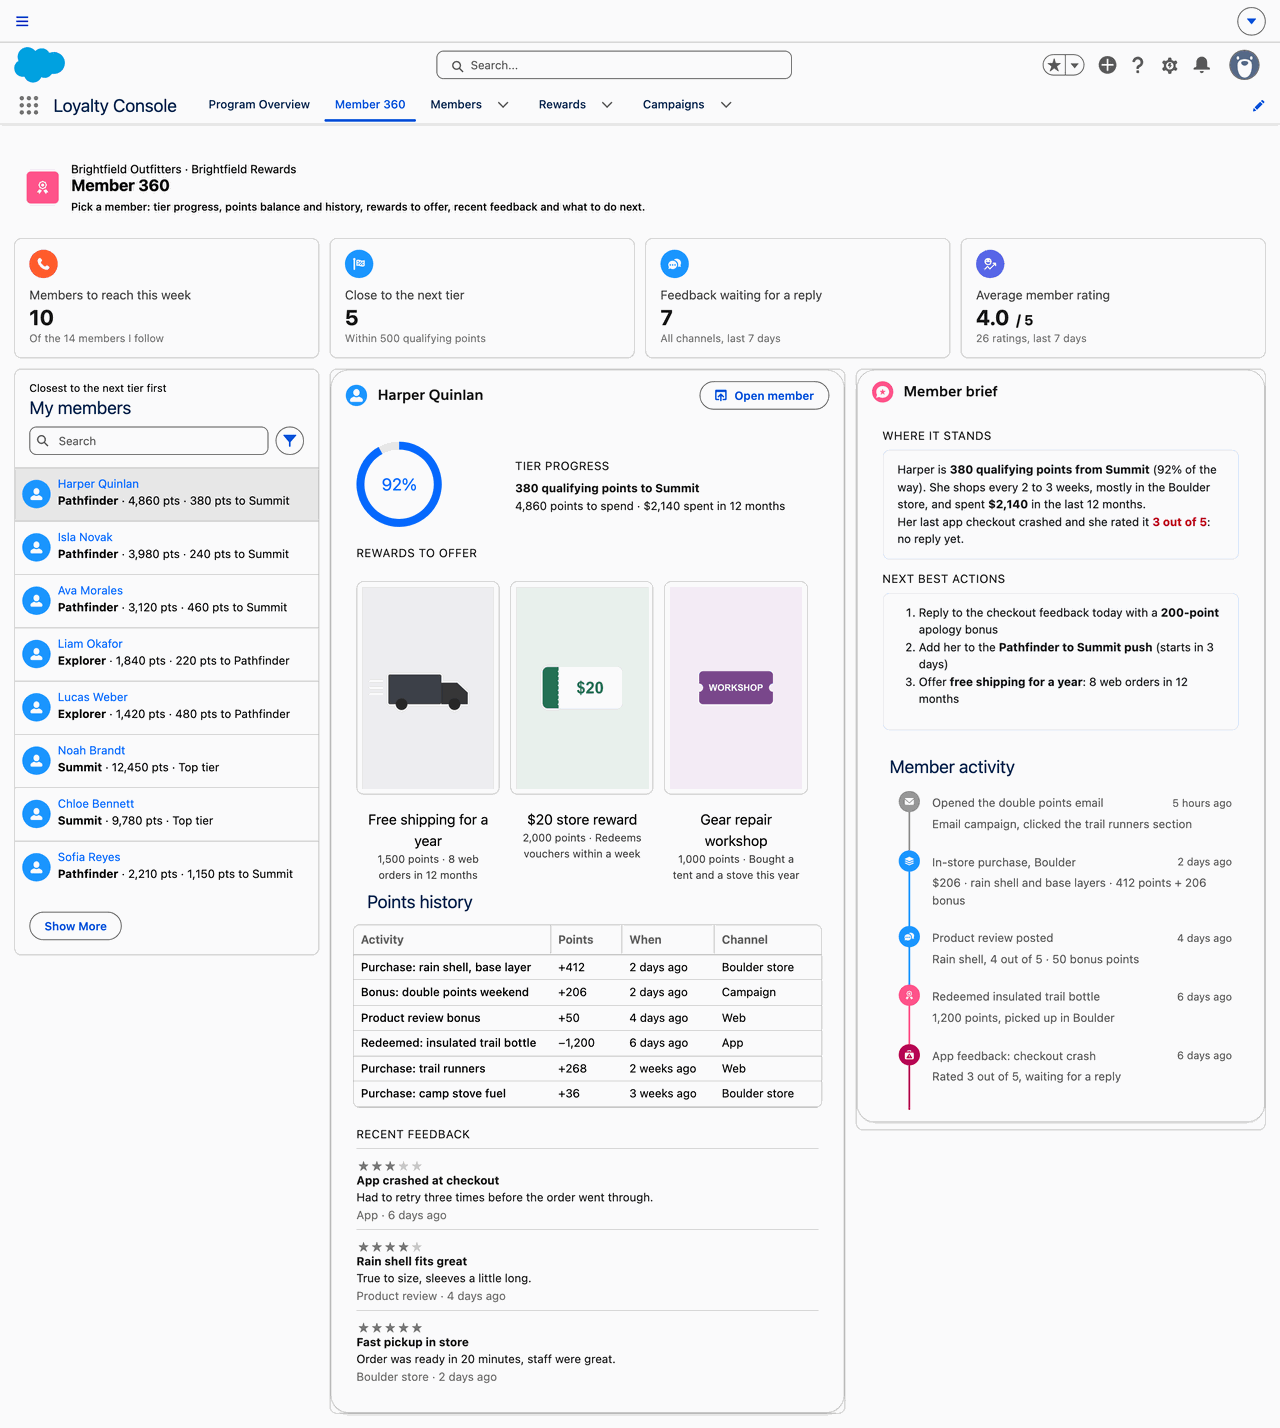 Search...
Loyalty Console
Program Overview
Member 360
Members
Rewards
Campaigns
Brightfield Outfitters · Brightfield Rewards
Member 360
Pick a member: tier progress, points balance and history, rewards to offer, recent feedback and what to do next.
Members to reach this week
10
Of the 14 members I follow
Close to the next tier
5
Within 500 qualifying points
Feedback waiting for a reply
7
All channels, last 7 days
Average member rating
4.0 / 5
26 ratings, last 7 days
Closest to the next tier first
My members
Search
Harper Quinlan
Pathfinder · 4,860 pts · 380 pts to Summit
Isla Novak
Pathfinder · 3,980 pts · 240 pts to Summit
Ava Morales
Pathfinder · 3,120 pts · 460 pts to Summit
Liam Okafor
Explorer · 1,840 pts · 220 pts to Pathfinder
Lucas Weber
Explorer · 1,420 pts · 480 pts to Pathfinder
Noah Brandt
Summit · 12,450 pts · Top tier
Chloe Bennett
Summit · 9,780 pts · Top tier
Sofia Reyes
Pathfinder · 2,210 pts · 1,150 pts to Summit
Show More
Harper Quinlan
Open member
92%
TIER PROGRESS
380 qualifying points to Summit
4,860 points to spend · $2,140 spent in 12 months
REWARDS TO OFFER
$20
WORKSHOP
Free shipping for a
year
1,500 points · 8 web
orders in 12 months
$20 store reward
2,000 points · Redeems
vouchers within a week
Gear repair
workshop
1,000 points · Bought a
tent and a stove this year
Points history
Activity Points When Channel
Purchase: rain shell, base layer +412 2 days ago Boulder store
Bonus: double points weekend +206 2 days ago Campaign
Product review bonus +50 4 days ago Web
Redeemed: insulated trail bottle −1,200 6 days ago App
Purchase: trail runners +268 2 weeks ago Web
Purchase: camp stove fuel +36 3 weeks ago Boulder store
RECENT FEEDBACK
App crashed at checkout
Had to retry three times before the order went through.
App · 6 days ago
Rain shell fits great
True to size, sleeves a little long.
Product review · 4 days ago
Fast pickup in store
Order was ready in 20 minutes, staff were great.
Boulder store · 2 days ago
Member brief
WHERE IT STANDS
Harper is 380 qualifying points from Summit (92% of the
way). She shops every 2 to 3 weeks, mostly in the Boulder
store, and spent $2,140 in the last 12 months.
Her last app checkout crashed and she rated it 3 out of 5:
no reply yet.
NEXT BEST ACTIONS
1. Reply to the checkout feedback today with a 200-point
apology bonus
2. Add her to the Pathfinder to Summit push (starts in 3
days)
3. Offer free shipping for a year: 8 web orders in 12
months
Member activity
Opened the double points email 5 hours ago
Email campaign, clicked the trail runners section
In-store purchase, Boulder 2 days ago
$206 · rain shell and base layers · 412 points + 206
bonus
Product review posted 4 days ago
Rain shell, 4 out of 5 · 50 bonus points
Redeemed insulated trail bottle 6 days ago
1,200 points, picked up in Boulder
App feedback: checkout crash 6 days ago
Rated 3 out of 5, waiting for a reply